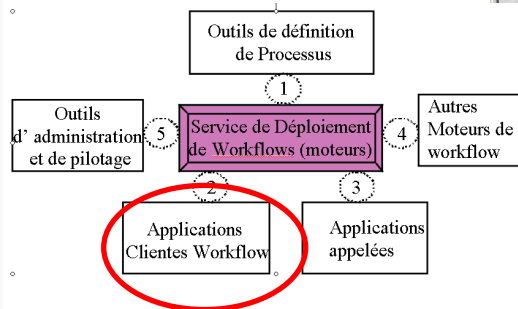 Outils de définition
de Processus
1
Outils
d’ administration
et de pilotage
5
Service de Déploiement
de Workflows (moteurs)
4
Autres
Moteurs de
workflow
2
3
Applications
Clientes Workflow
Applications
appelées